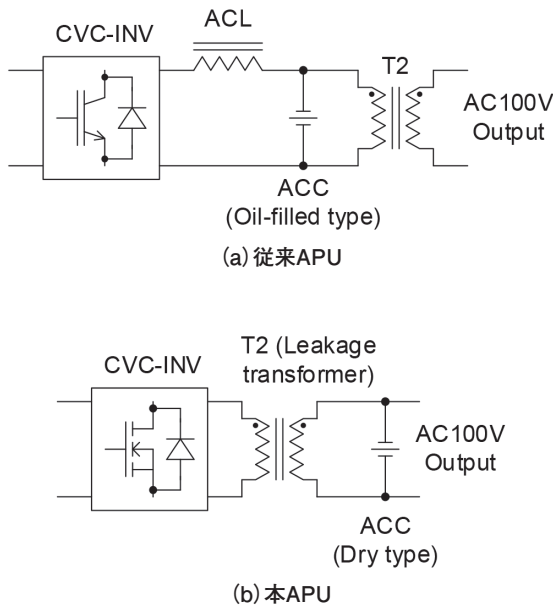 ACL
CVC-INV
T2
AC100V
Output
ACC
(Oil-filled type)
(a) 従来APU
T2 (Leakage
transformer)
CVC-INV
AC100V
Output
ACC
(Dry type)
(b) 本APU